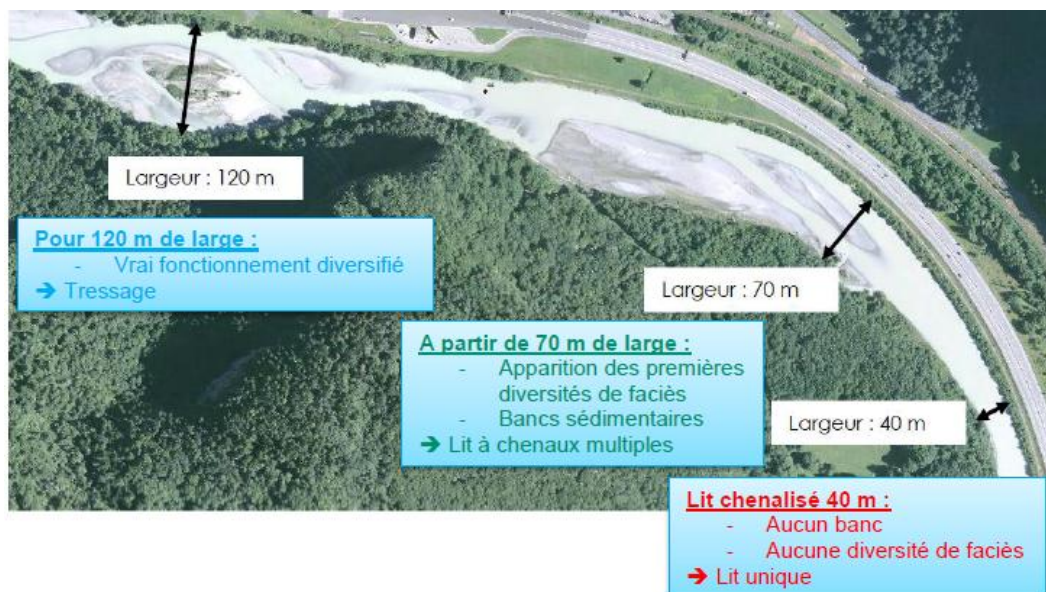 Largeur : 120 m
Pour 120 m de large :
- Vrai fonctionnement diversifié
➔ Tressage
Largeur : 70 m
A partir de 70 m de large :
- Apparition des premières
diversités de faciès
- Bancs sédimentaires
➔ Lit à chenaux multiples
Largeur : 40 m
Lit chenalisé 40 m :
- Aucun banc
- Aucune diversité de faciès
➔ Lit unique